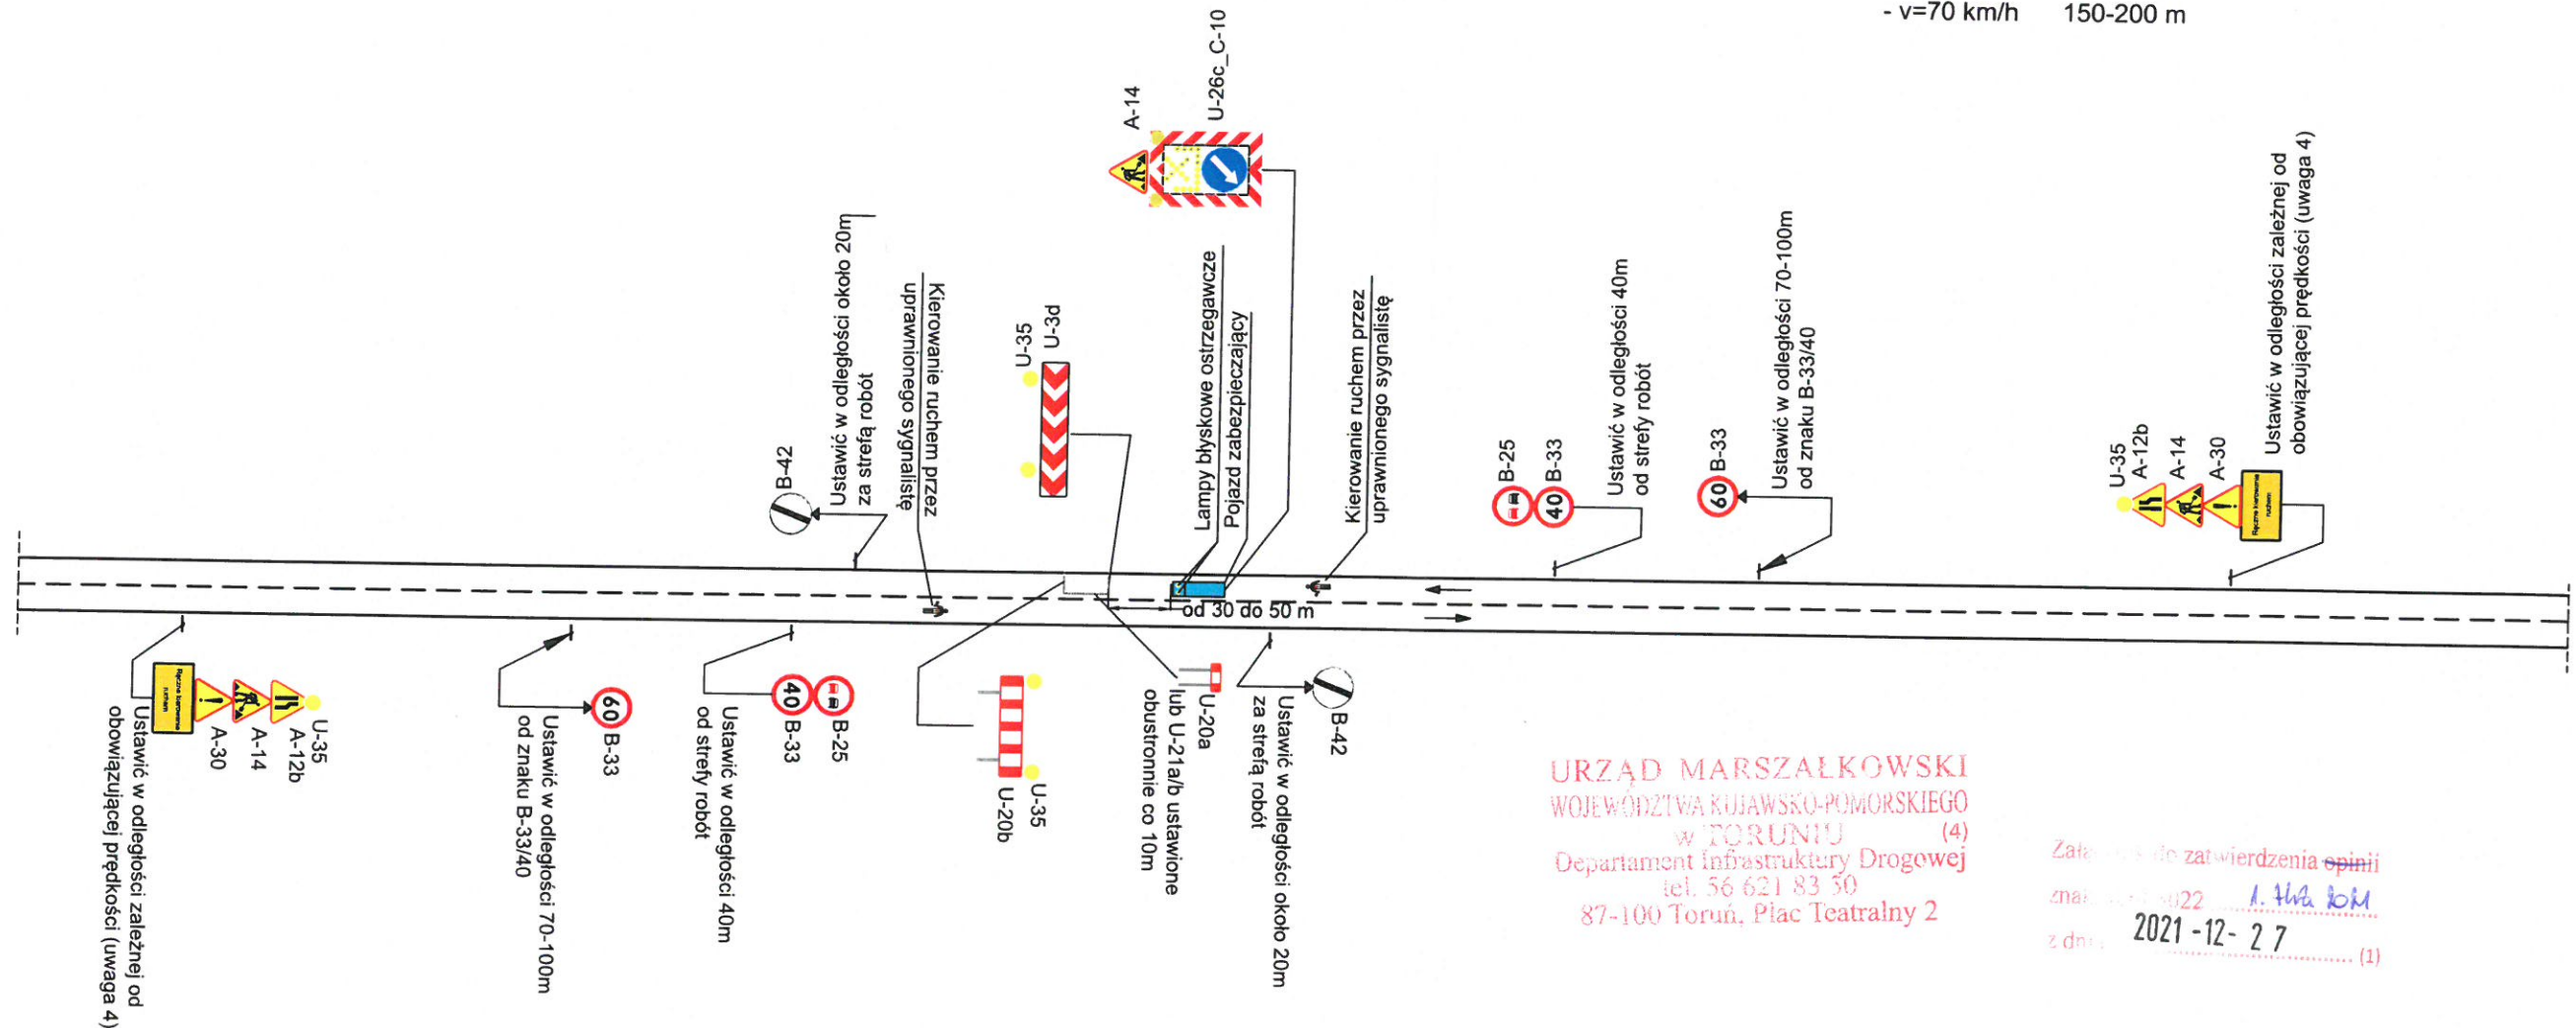 - v=70 km/h 150-200 m
A-14
U-26c_C-10
Ustawić w odległości zależnej od
obowiązującej prędkości (uwaga 4)
Ustawić w odległości około 20m
za strefą robót
B-42
Kierowanie ruchem przez
uprawnionego sygnalistę
U-35
U-3d
Lampy błyskowe ostrzegawcze
Pojazd zabezpieczający
Kierowanie ruchem przez
uprawnionego sygnalistę
B-25
B-33
40
Ustawić w odległości 40m
od strefy robót
60
B-33
Ustawić w odległości 70-100m
od znaku B-33/40
U-35
A-12b
A-14
A-30
Ręczne kierowanie
ruchem
od 30 do 50 m
Ręczne kierowanie
ruchem
U-35
A-12b
A-14
A-30
Ustawić w odległości zależnej od
obowiązującej prędkości (uwaga 4)
60
B-33
Ustawić w odległości 70-100m
od znaku B-33/40
40
B-33
B-25
Ustawić w odległości 40m
od strefy robót
U-35
U-20b
U-20a
lub U-21a/b ustawione
obustronnie co 10m
B-42
Ustawić w odległości około 20m
za strefą robót
URZĄD MARSZAŁKOWSKI
WOJEWÓDZTWA KUJAWSKO-POMORSKIEGO
w TORUNIU (4)
Departament Infrastruktury Drogowej
tel. 56 621 83 50
87-100 Toruń, Plac Teatralny 2
do zatwierdzenia opinii
2021-12-27 (1)